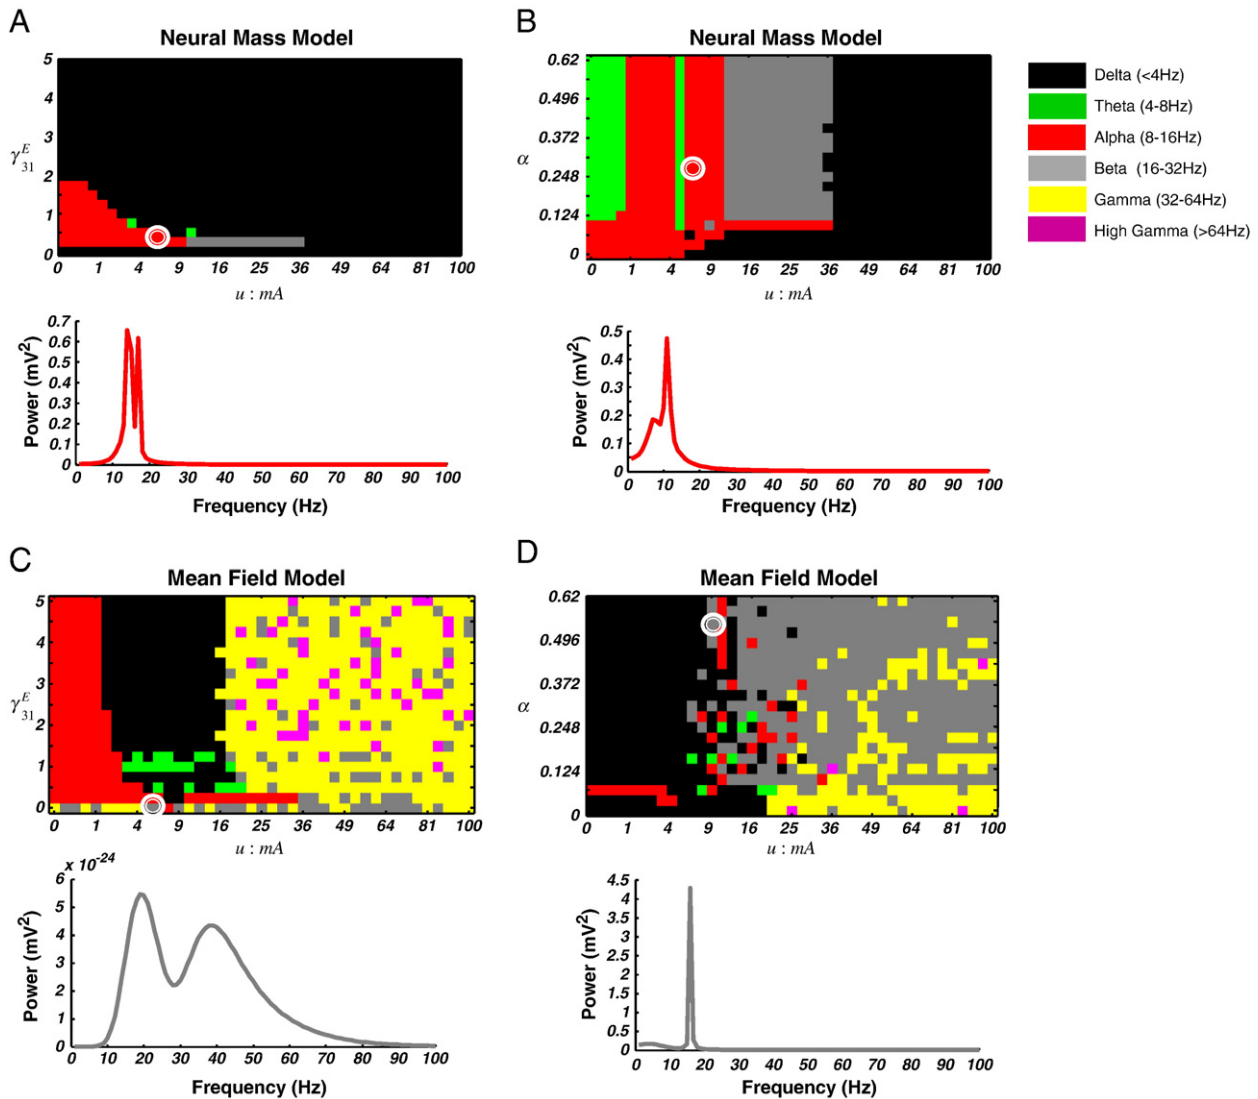 A
Neural Mass Model
5
4
3
γ E 31
2
1
0
0 1 4 9 16 25 36 49 64 81 100
u : mA
B
Neural Mass Model
0.62
0.496
0.372
α
0.248
0.124
0
0 1 4 9 16 25 36 49 64 81 100
u : mA
Delta (<4Hz)
Theta (4-8Hz)
Alpha (8-16Hz)
Beta (16-32Hz)
Gamma (32-64Hz)
High Gamma (>64Hz)
0.7
0.6
0.5
0.4
0.3
0.2
0.1
0
Power (mV2)
0 10 20 30 40 50 60 70 80 90 100
Frequency (Hz)
0.5
0.4
0.3
0.2
0.1
0
Power (mV2)
0 10 20 30 40 50 60 70 80 90 100
Frequency (Hz)
C
Mean Field Model
5
4
3
γ E 31
2
1
0
0 1 4 9 16 25 36 49 64 81 100
u : mA
D
Mean Field Model
0.62
0.496
0.372
α
0.248
0.124
0
0 1 4 9 16 25 36 49 64 81 100
u : mA
x 10-24
6
5
4
3
2
1
0
Power (mV2)
0 10 20 30 40 50 60 70 80 90 100
Frequency (Hz)
4.5
4
3.5
3
2.5
2
1.5
1
0.5
0
Power (mV2)
0 10 20 30 40 50 60 70 80 90 100
Frequency (Hz)